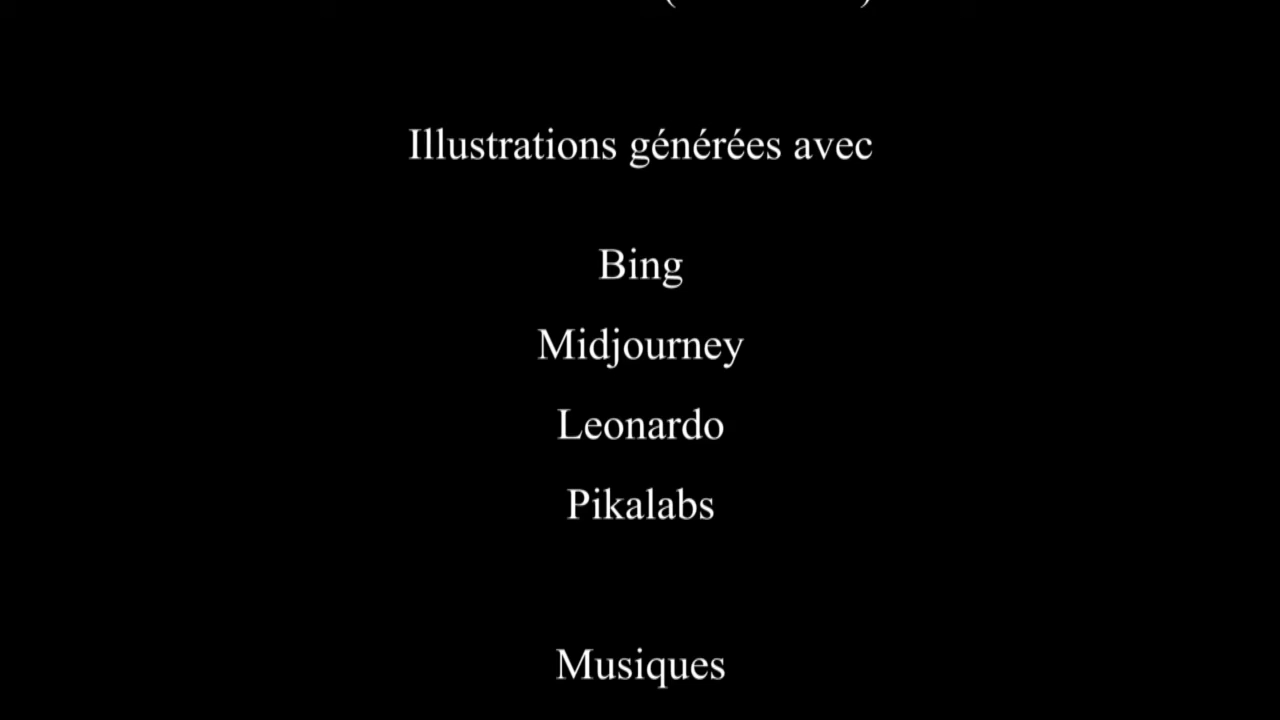 Illustrations générées avec
Bing
Midjourney
Leonardo
Pikalabs
Musiques